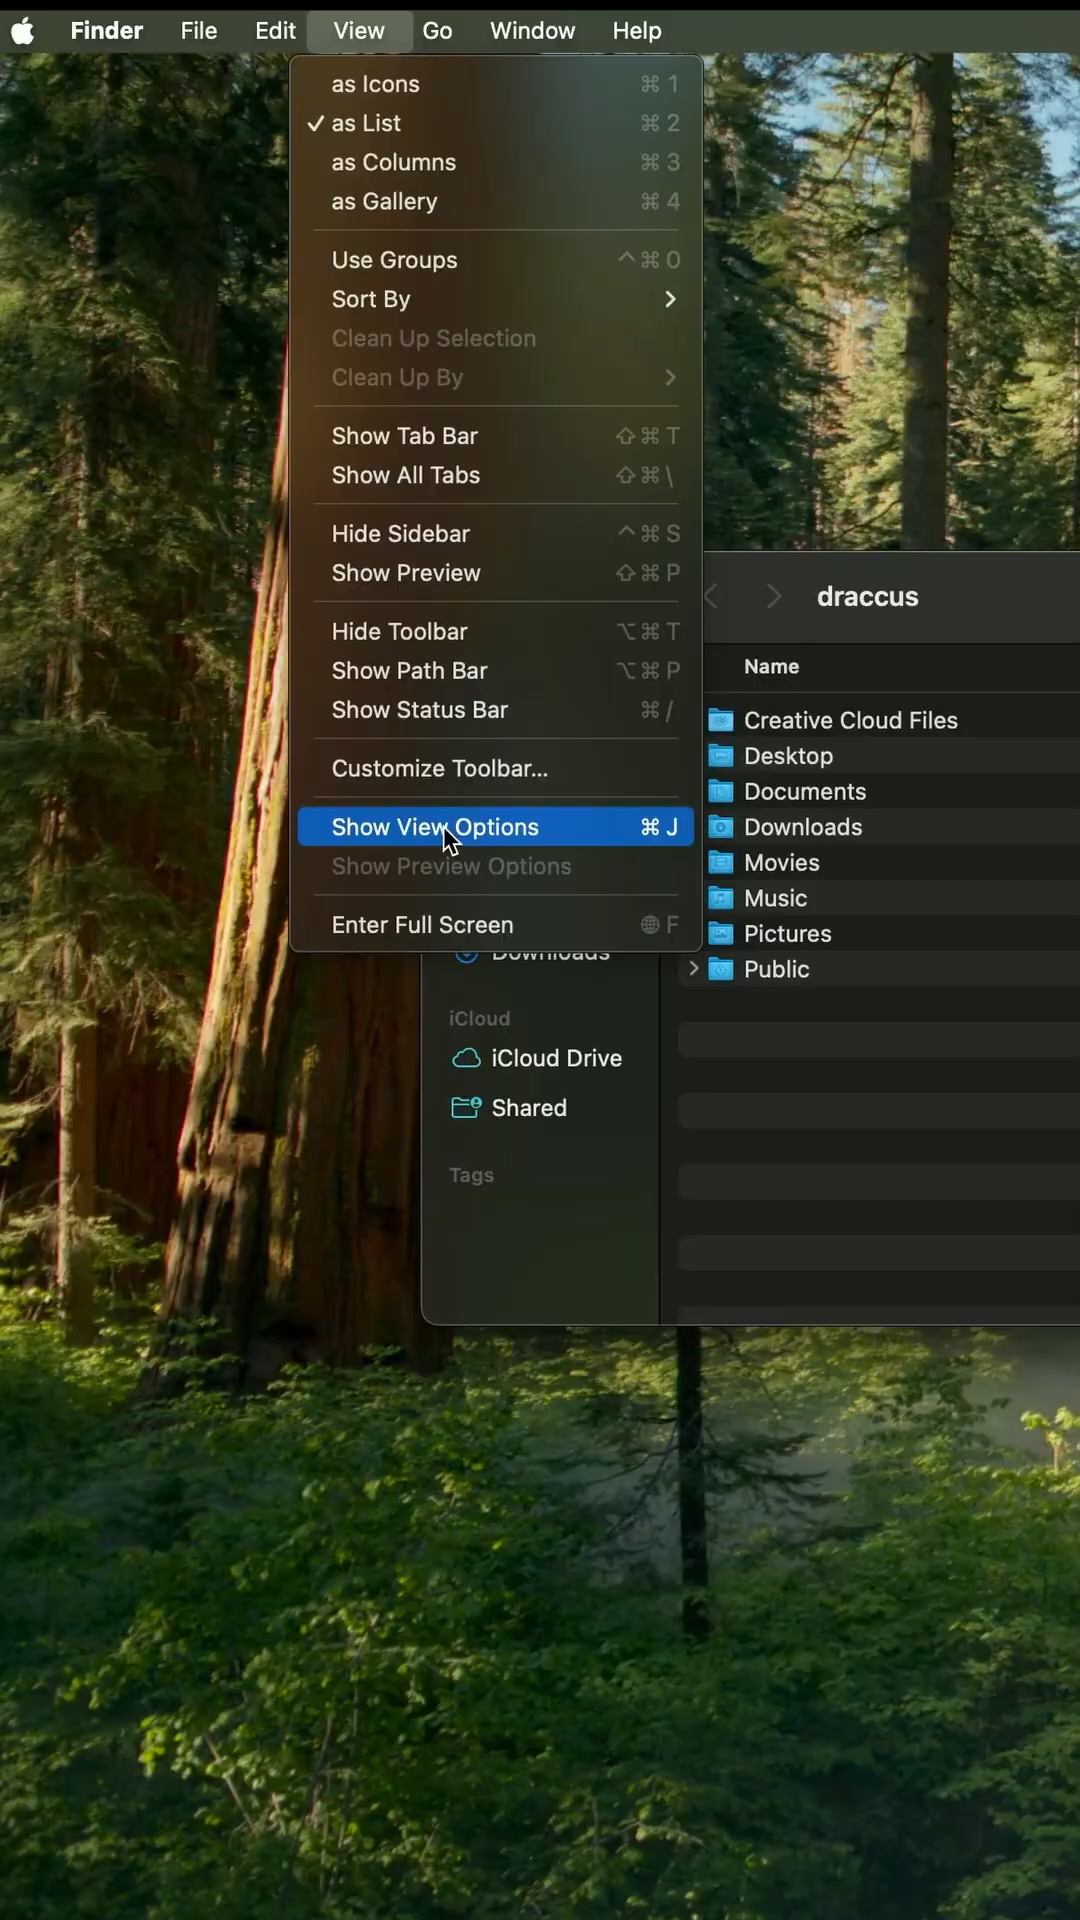 Finder File Edit View Go Window Help
as Icons ⌘ 1
✓ as List ⌘ 2
as Columns ⌘ 3
as Gallery ⌘ 4
Use Groups ^ ⌘ 0
Sort By >
Clean Up Selection
Clean Up By >
Show Tab Bar ⇧ ⌘ T
Show All Tabs ⇧ ⌘ \
Hide Sidebar ^ ⌘ S
Show Preview ⇧ ⌘ P
Hide Toolbar ⌥ ⌘ T
Show Path Bar ⌥ ⌘ P
Show Status Bar ⌘ /
Customize Toolbar...
Show View Options ⌘ J
Show Preview Options
Enter Full Screen 🌐 F
Downloads
iCloud
iCloud Drive
Shared
Tags
draccus
Name
Creative Cloud Files
Desktop
Documents
Downloads
Movies
Music
Pictures
Public